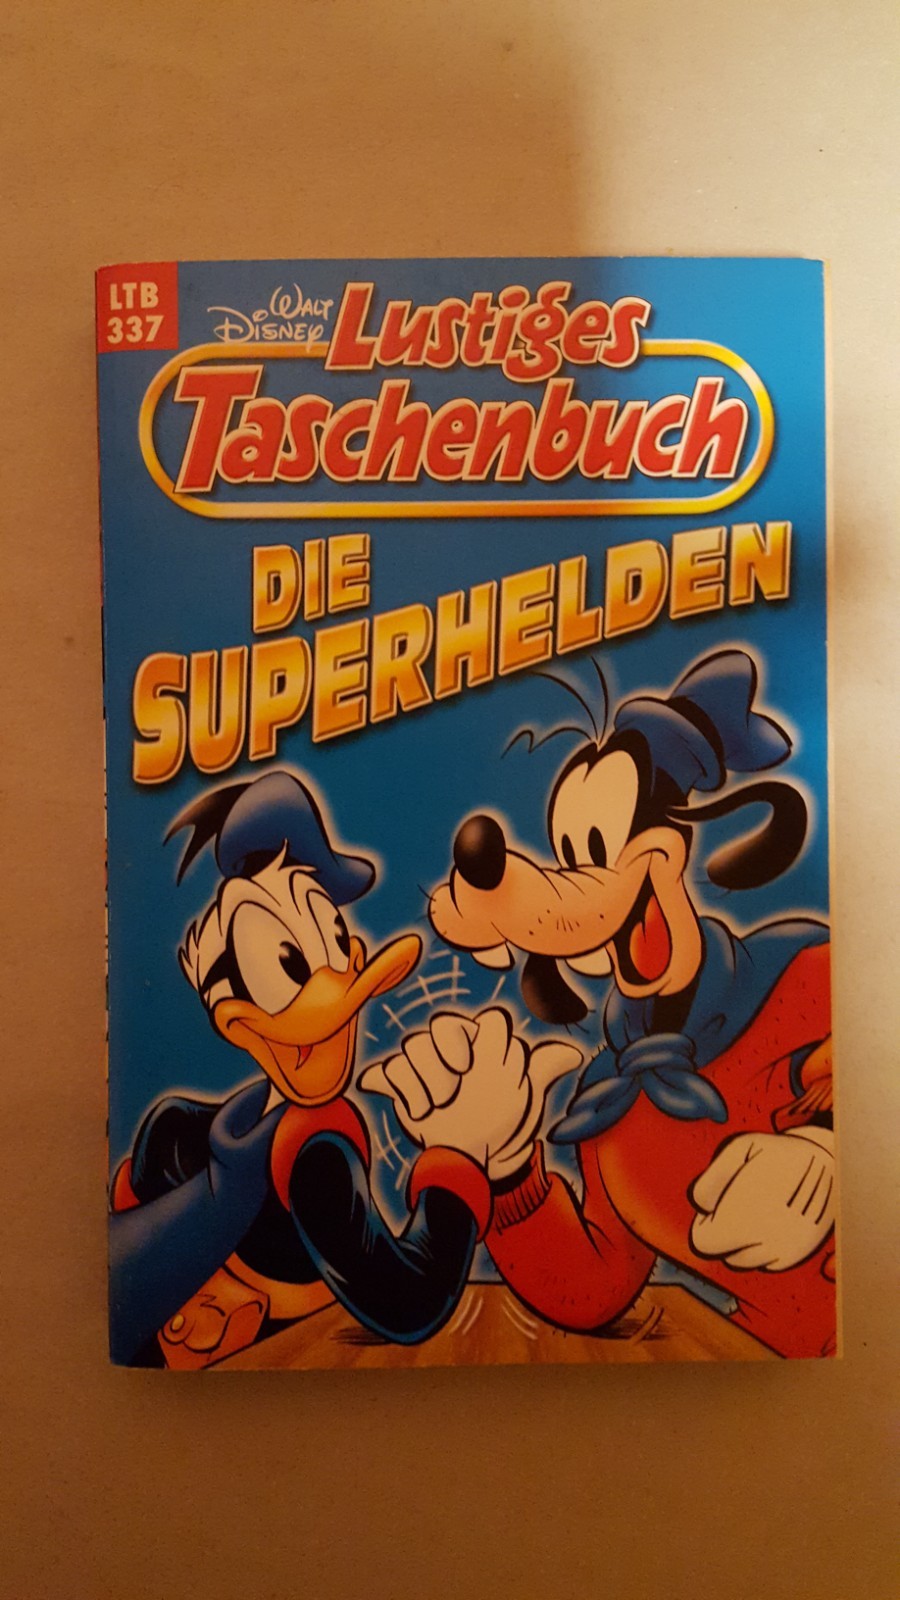 LTB
337
Walt
Disney
Lustiges
Taschenbuch
DIE
SUPERHELDEN